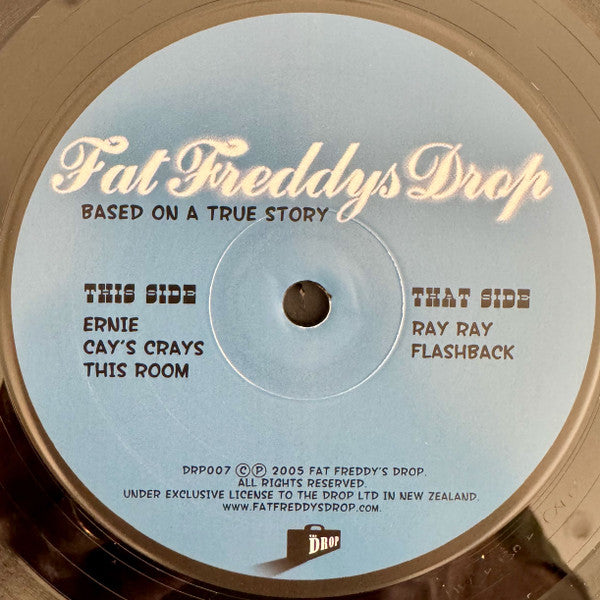 Fat Freddys Drop
BASED ON A TRUE STORY
THIS SIDE
ERNIE
CAY'S CRAYS
THIS ROOM
THAT SIDE
RAY RAY
FLASHBACK
DRP007 Ⓒ Ⓟ 2005 FAT FREDDY'S DROP.
ALL RIGHTS RESERVED.
UNDER EXCLUSIVE LICENSE TO THE DROP LTD IN NEW ZEALAND.
WWW.FATFREDDYSDROP.COM.
THE
DROP